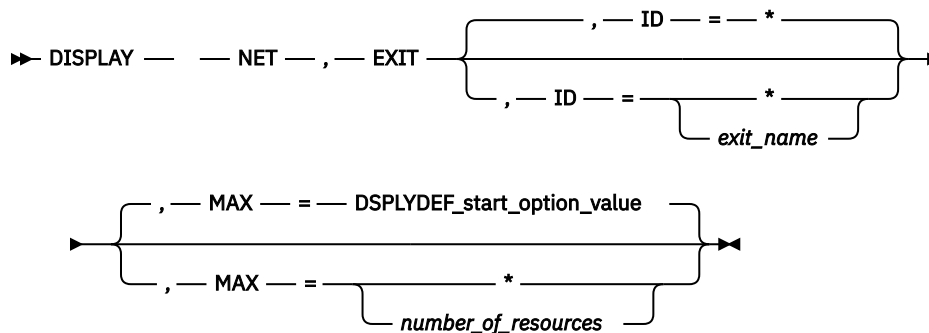 , ID = *
DISPLAY NET , EXIT
, ID = *
exit_name
, MAX = DSPLYDEF_start_option_value
, MAX = *
number_of_resources